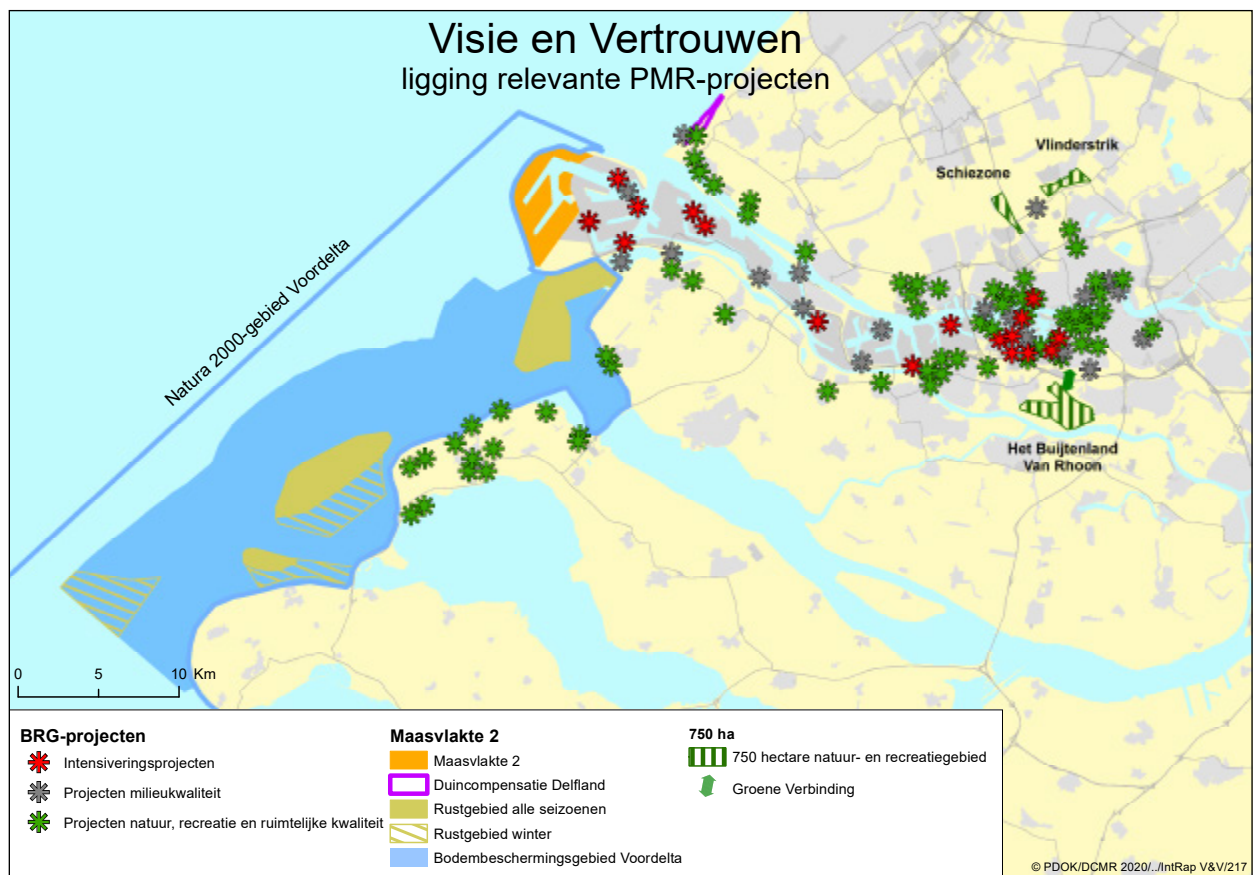 Visie en Vertrouwen
ligging relevante PMR-projecten
Vlinderstrik
Schiezone
Natura 2000-gebied Voordelta
Het Buijtenland
Van Rhoon
0 5 10 Km
BRG-projecten
Intensiveringsprojecten
Projecten milieukwaliteit
Projecten natuur, recreatie en ruimtelijke kwaliteit
Maasvlakte 2
Maasvlakte 2
Duincompensatie Delfland
Rustgebied alle seizoenen
Rustgebied winter
Bodembeschermingsgebied Voordelta
750 ha
750 hectare natuur- en recreatiegebied
Groene Verbinding
© PDOK/DCMR 2020/../IntRap V&V/217